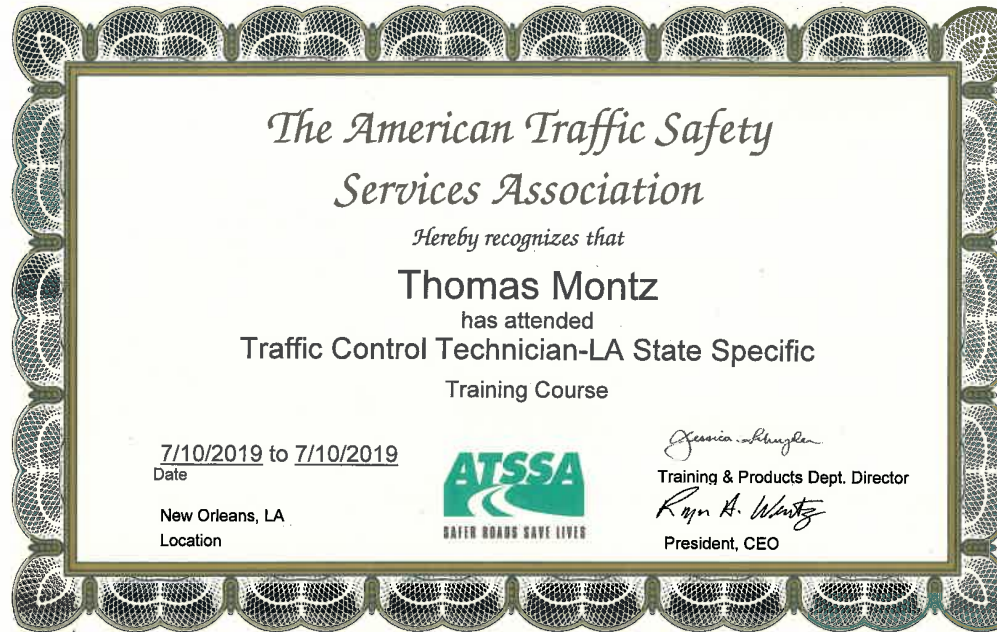 The American Traffic Safety
Services Association
Hereby recognizes that
Thomas Montz
has attended
Traffic Control Technician-LA State Specific
Training Course
7/10/2019 to 7/10/2019
Date
New Orleans, LA
Location
ATSSA
SAFER ROADS SAVE LIVES
Training & Products Dept. Director
President, CEO